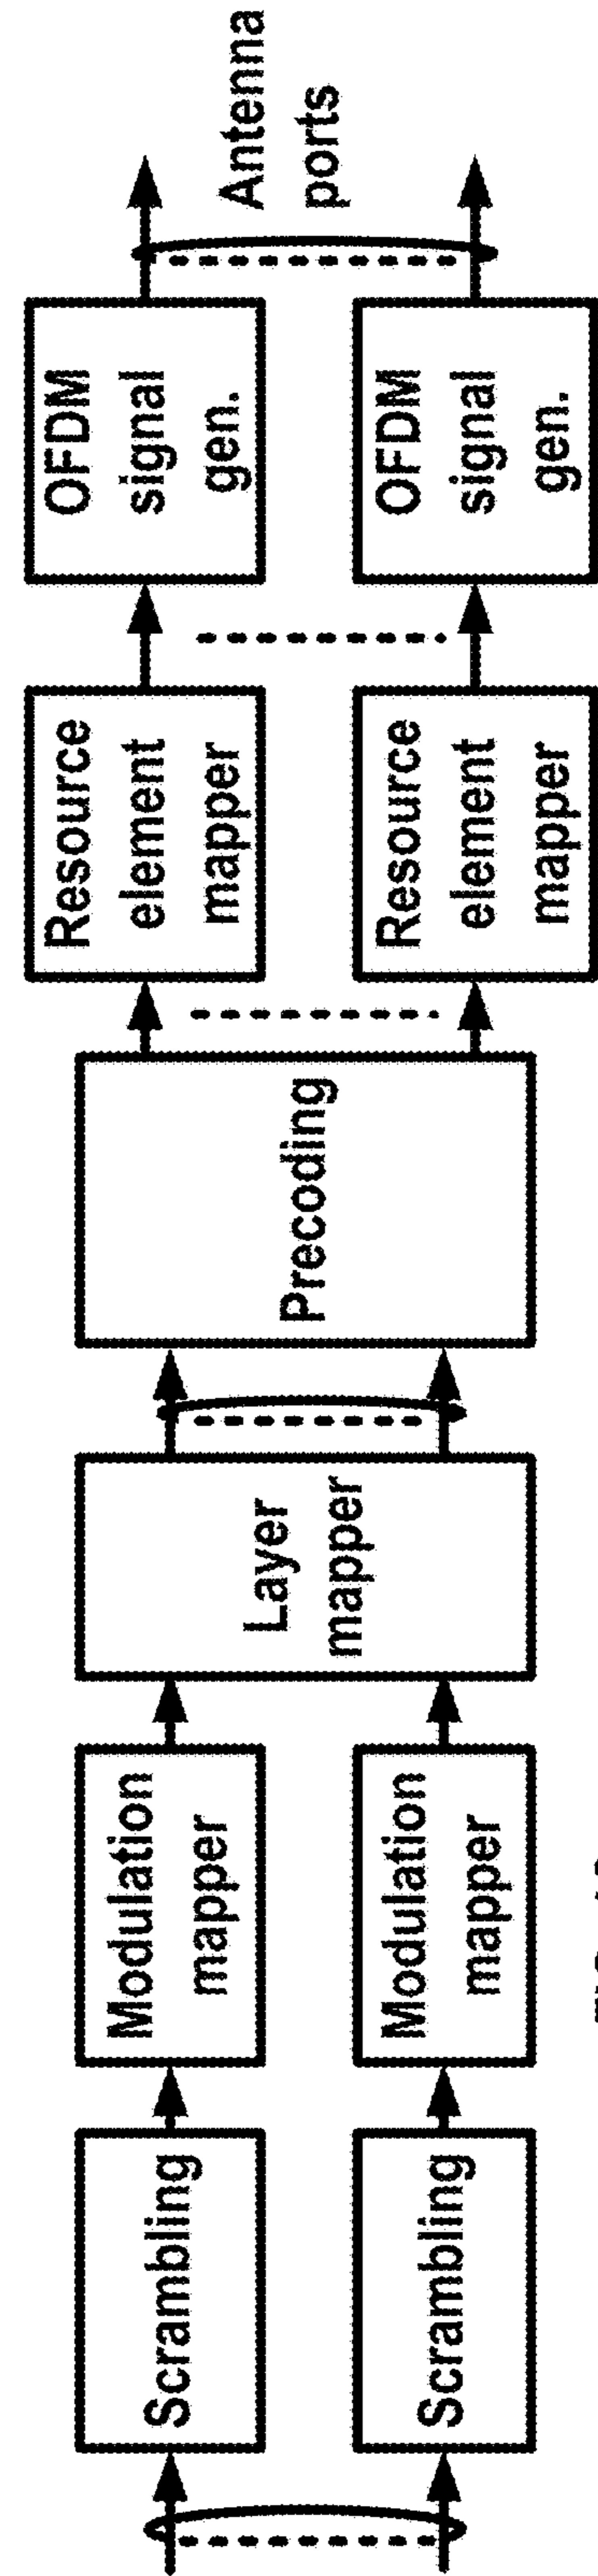 Scrambling
Scrambling
Modulation
mapper
Modulation
mapper
Layer
mapper
Precoding
Resource
element
mapper
Resource
element
mapper
OFDM
signal
gen.
OFDM
signal
gen.
Antenna
ports